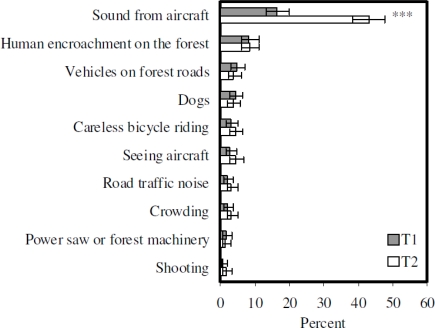 Sound from aircraft
***
Human encroachment on the forest
Vehicles on forest roads
Dogs
Careless bicycle riding
Seeing aircraft
Road traffic noise
Crowding
Power saw or forest machinery
Shooting
T1
T2
0 10 20 30 40 50 60
Percent